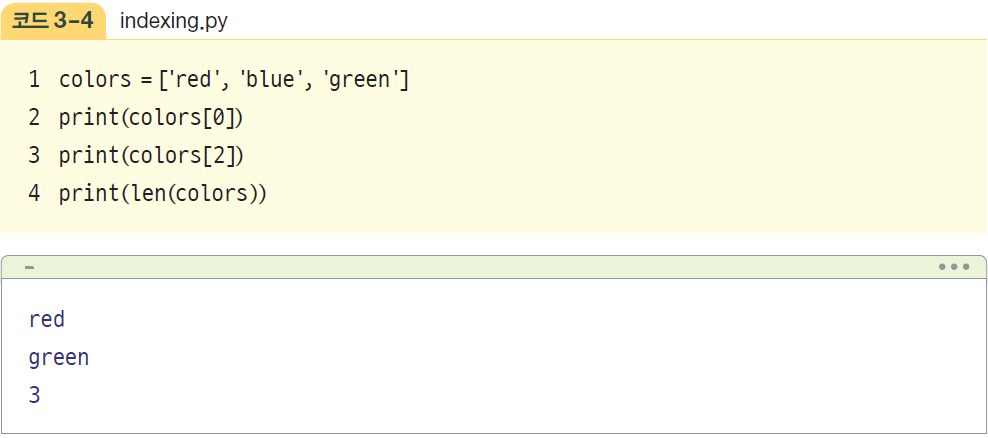 코드 3-4 indexing.py
1 colors = ['red', 'blue', 'green']
2 print(colors[0])
3 print(colors[2])
4 print(len(colors))
red
green
3